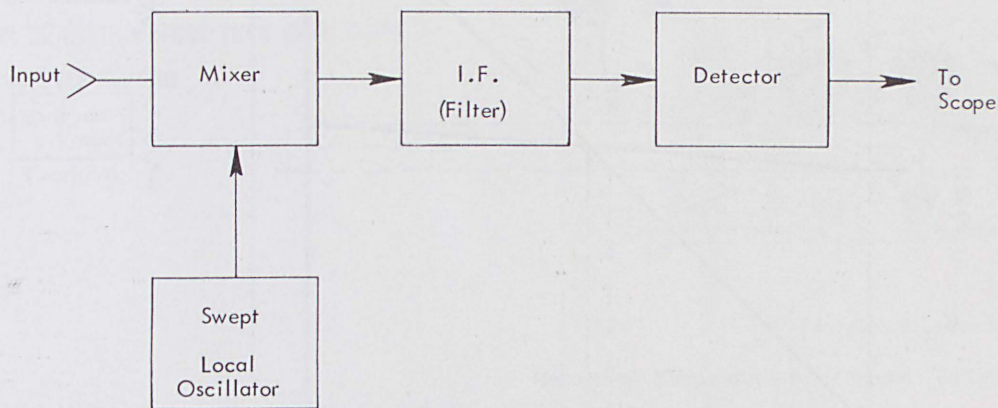 Input
Mixer
I.F.
(Filter)
Detector
To
Scope
Swept
Local
Oscillator